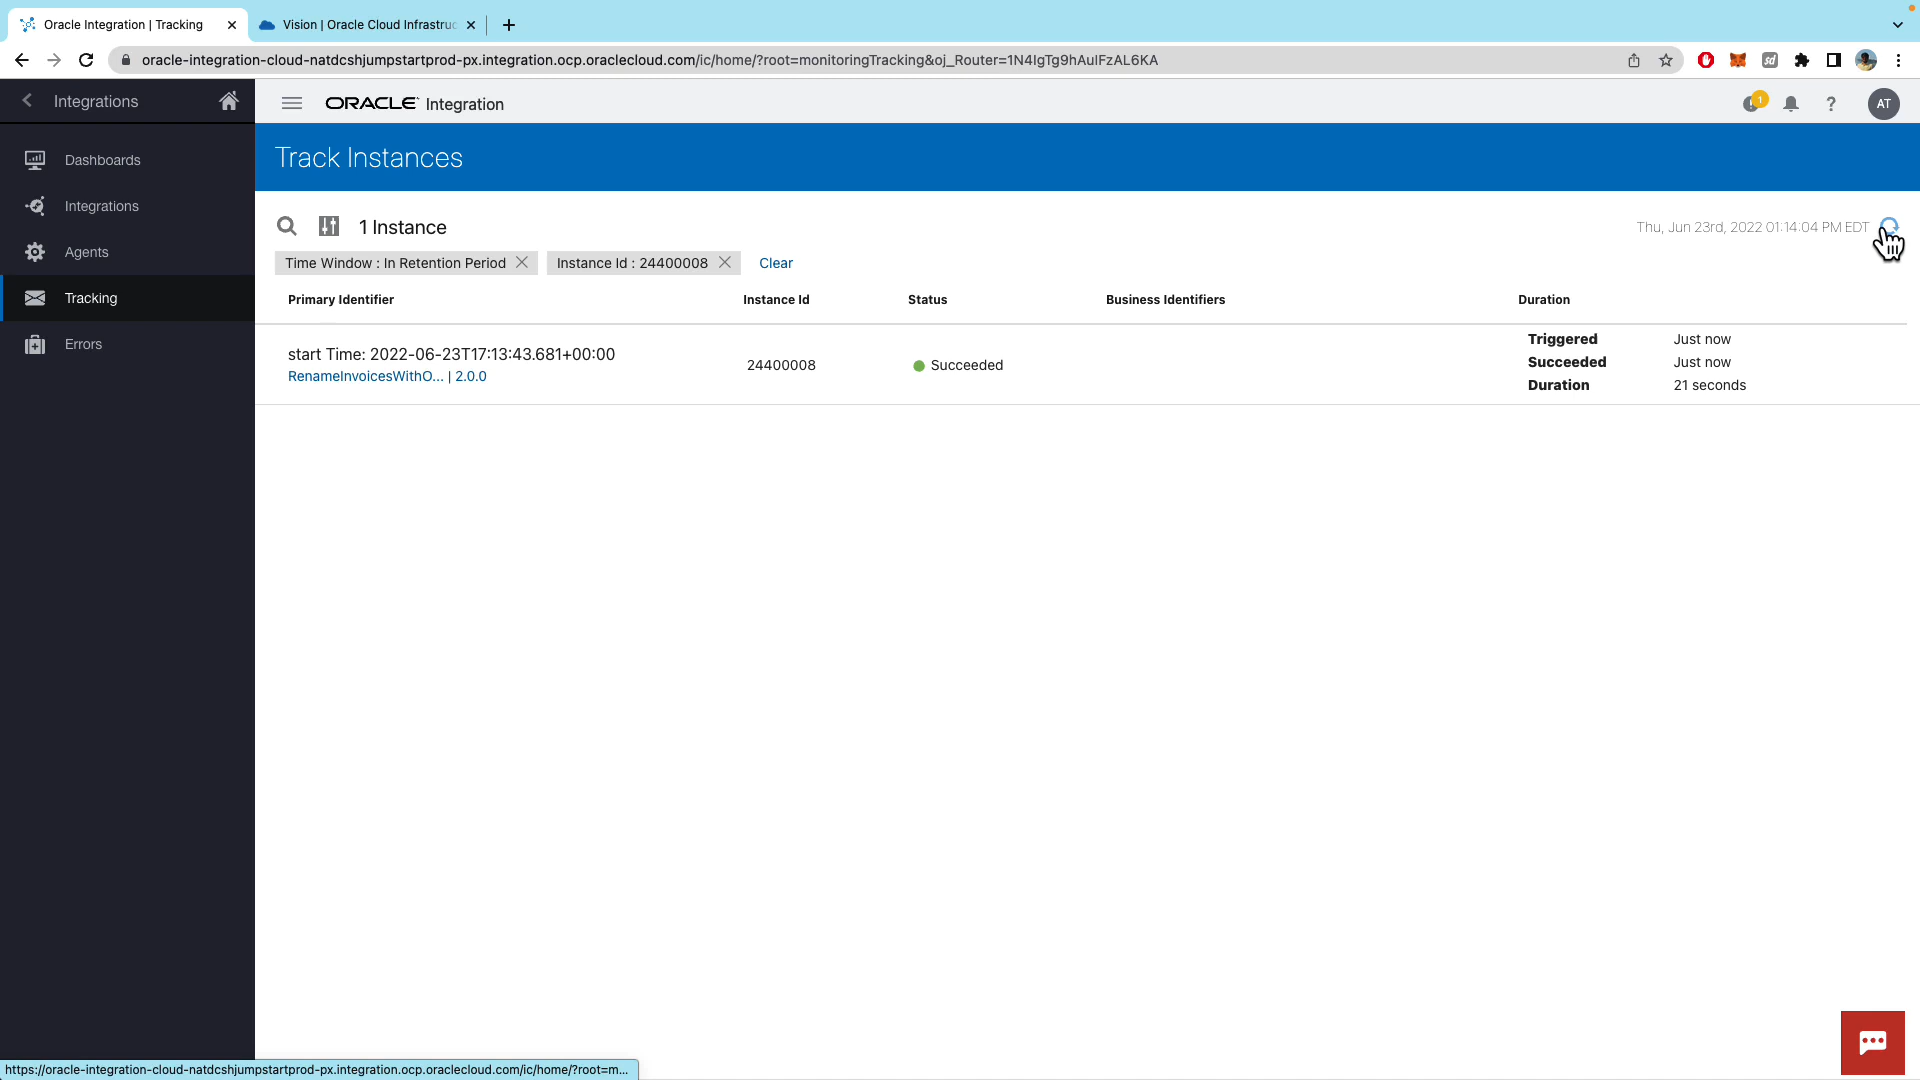 Oracle Integration | Tracking
Vision | Oracle Cloud Infrastruc
oracle-integration-cloud-natdcshjumpstartprod-px.integration.ocp.oraclecloud.com/ic/home/?root=monitoringTracking&oj_Router=1N4IgTg9hAuIFzAL6KA
Integrations
ORACLE Integration
1
?
AT
Dashboards
Integrations
Agents
Tracking
Errors
Track Instances
1 Instance
Thu, Jun 23rd, 2022 01:14:04 PM EDT
Time Window : In Retention Period
Instance Id : 24400008
Clear
Primary Identifier
Instance Id
Status
Business Identifiers
Duration
start Time: 2022-06-23T17:13:43.681+00:00
RenameInvoicesWithO... | 2.0.0
24400008
Succeeded
Triggered Just now
Succeeded Just now
Duration 21 seconds
https://oracle-integration-cloud-natdcshjumpstartprod-px.integration.ocp.oraclecloud.com/ic/home/?root=m...